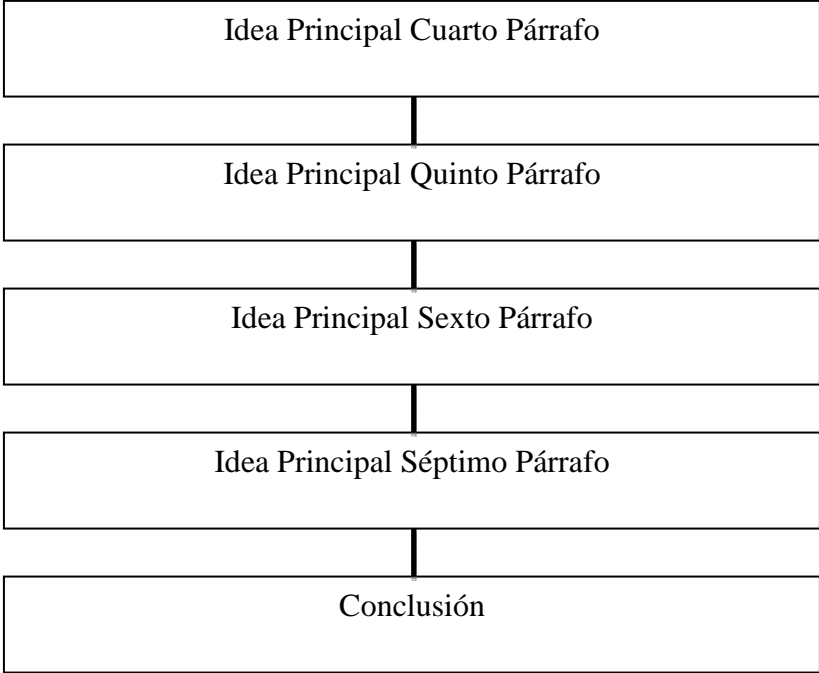 Idea Principal Cuarto Párrafo
Idea Principal Quinto Párrafo
Idea Principal Sexto Párrafo
Idea Principal Séptimo Párrafo
Conclusión